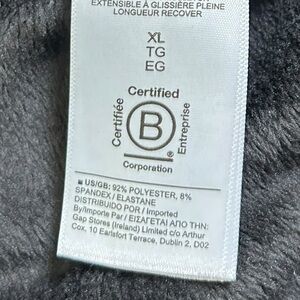 EXTENSIBLE À GLISSIÈRE PLEINE
LONGUEUR RECOVER
XL
TG
EG
Certified
Certifiée
B
®
Entreprise
Corporation
■ US/GB: 92% POLYESTER, 8%
SPANDEX / ELASTANE
DISTRIBUIDO POR / Imported
By/Importe Par / ΕΙΣΑΓΕΤΑΙ ΑΠΟ ΤΗΝ:
Gap Stores (Ireland) Limited c/o Arthur
Cox, 10 Earlsfort Terrace, Dublin 2, D02